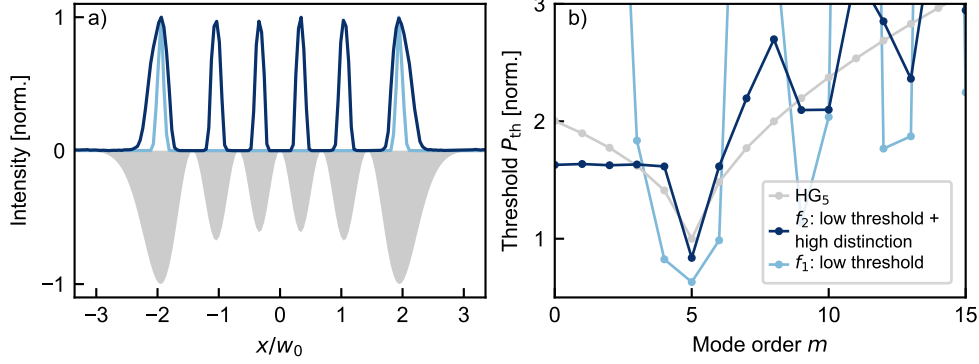 a)
Intensity [norm.]
1
0
−1
−3
−2
−1
0
1
2
3
x/w₀
b)
Threshold Pₜₕ [norm.]
3
2
1
HG₅
f₂: low threshold +
high distinction
f₁: low threshold
0
5
10
15
Mode order m